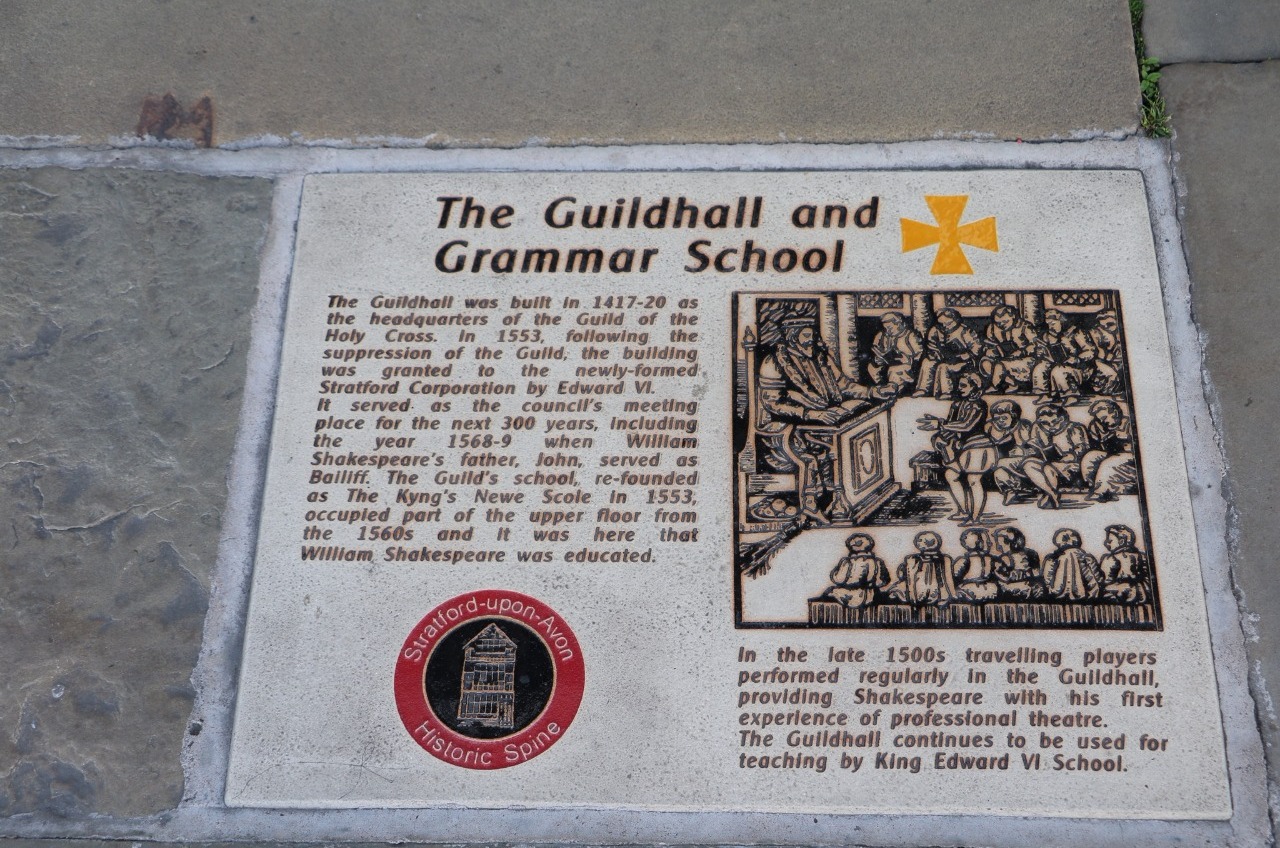 The Guildhall and
Grammar School
The Guildhall was built in 1417-20 as
the headquarters of the Guild of the
Holy Cross. In 1553, following the
suppression of the Guild, the building
was granted to the newly-formed
Stratford Corporation by Edward VI.
It served as the council's meeting
place for the next 300 years, including
the year 1568-9 when William
Shakespeare's father, John, served as
Bailiff. The Guild's school, re-founded
as The Kyng's Newe Scole in 1553,
occupied part of the upper floor from
the 1560s and it was here that
William Shakespeare was educated.
Stratford-upon-Avon
Historic Spine
In the late 1500s travelling players
performed regularly in the Guildhall,
providing Shakespeare with his first
experience of professional theatre.
The Guildhall continues to be used for
teaching by King Edward VI School.